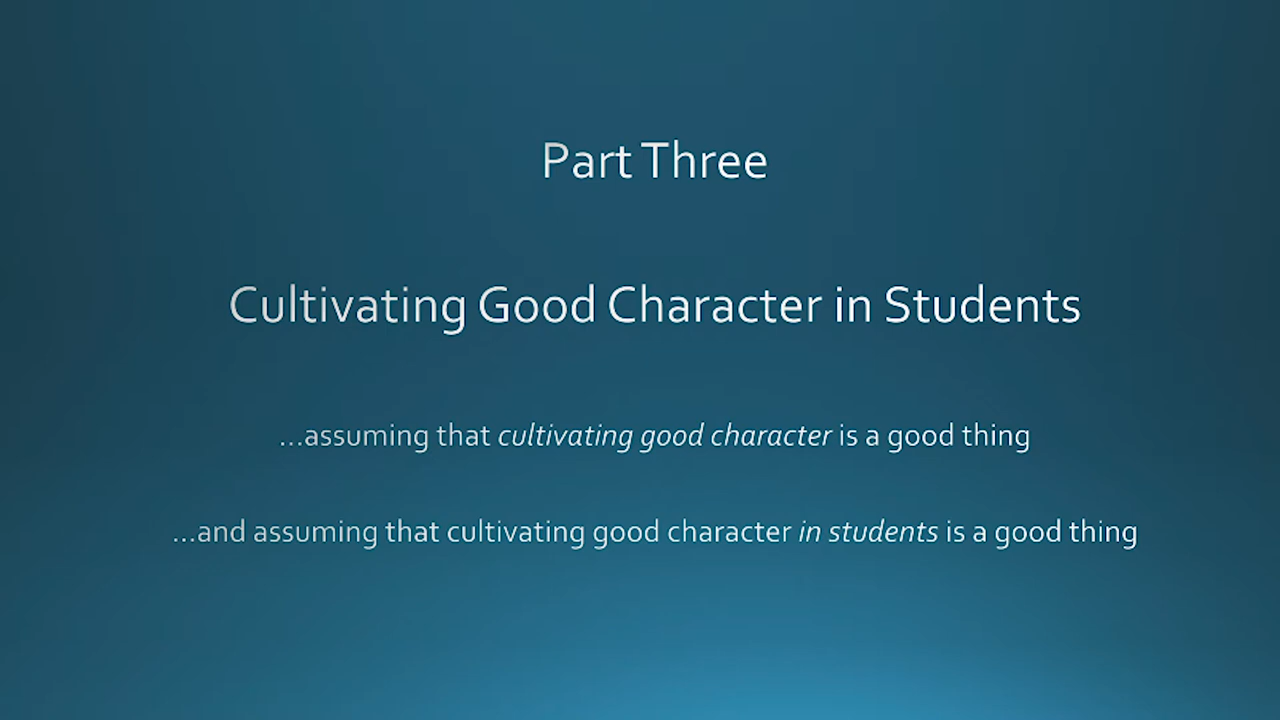 Part Three
Cultivating Good Character in Students
...assuming that cultivating good character is a good thing
...and assuming that cultivating good character in students is a good thing